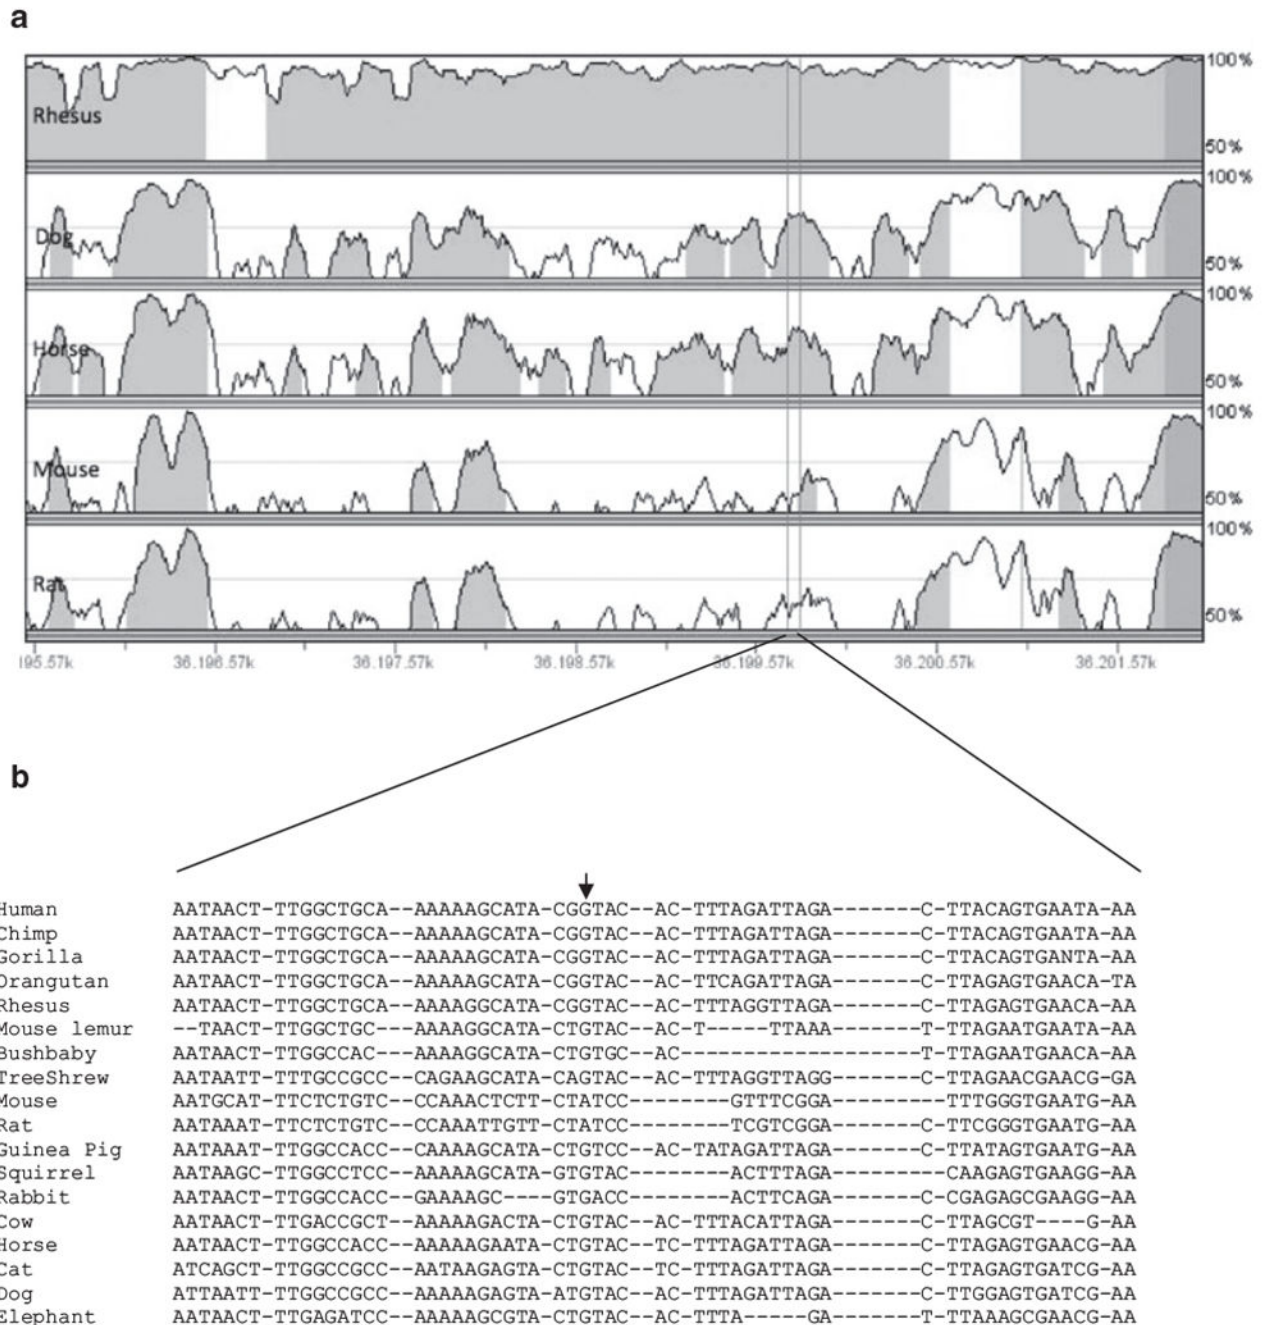 a
100%
Rhesus
50%
100%
Dog
50%
100%
Horse
50%
100%
Mouse
50%
100%
Rat
50%
195.57k 36.196.57k 36.197.57k 36.198.57k 36.199.57k 36.200.57k 36.201.57k
b
Human AATAACT-TTGGCTGCA--AAAAAGCATA-CGGTAC--AC-TTTAGATTAGA-------C-TTACAGTGAATA-AA
Chimp AATAACT-TTGGCTGCA--AAAAAGCATA-CGGTAC--AC-TTTAGATTAGA-------C-TTACAGTGAATA-AA
Gorilla AATAACT-TTGGCTGCA--AAAAAGCATA-CGGTAC--AC-TTTAGATTAGA-------C-TTACAGTGANTA-AA
Orangutan AATAACT-TTGGCTGCA--AAAAAGCATA-CGGTAC--AC-TTCAGATTAGA-------C-TTAGAGTGAACA-TA
Rhesus AATAACT-TTGGCTGCA--AAAAGGCATA-CGGTAC--AC-TTTAGGTTAGA-------C-TTAGAGTGAACA-AA
Mouse lemur --TAACT-TTGGCTGC---AAAAGGCATA-CTGTAC--AC-T-----TTAAA-------T-TTAGAATGAATA-AA
Bushbaby AATAACT-TTGGCCAC---AAAAGGCATA-CTGTGC--AC-------------------T-TTAGAATGAACA-AA
TreeShrew AATAATT-TTTGCCGCC--CAGAAGCATA-CAGTAC--AC-TTTAGGTTAGG-------C-TTAGAACGAACG-GA
Mouse AATGCAT-TTCTCTGTC--CCAAACTCTT-CTATCC--------GTTTCGGA---------TTTGGGTGAATG-AA
Rat AATAAAT-TTCTCTGTC--CCAAATTGTT-CTATCC--------TCGTCGGA-------C-TTCGGGTGAATG-AA
Guinea Pig AATAAAT-TTGGCCACC--CAAAAGCATA-CTGTCC--AC-TATAGATTAGA-------C-TTATAGTGAATG-AA
Squirrel AATAAGC-TTGGCCTCC--AAAAAGCATA-GTGTAC--------ACTTTAGA---------CAAGAGTGAAGG-AA
Rabbit AATAACT-TTGGCCACC--GAAAAGC----GTGACC--------ACTTCAGA-------C-CGAGAGCGAAGG-AA
Cow AATAACT-TTGACCGCT--AAAAAGACTA-CTGTAC--AC-TTTACATTAGA-------C-TTAGCGT----G-AA
Horse AATAACT-TTGGCCACC--AAAAAGAATA-CTGTAC--TC-TTTAGATTAGA-------C-TTAGAGTGAACG-AA
Cat ATCAGCT-TTGGCCGCC--AATAAGAGTA-CTGTAC--TC-TTTAGATTAGA-------C-TTAGAGTGATCG-AA
Dog ATTAATT-TTGGCCGCC--AAAAAGAGTA-ATGTAC--AC-TTTAGATTAGA-------C-TTGGAGTGATCG-AA
Elephant AATAACT-TTGAGATCC--AAAAAGCGTA-CTGTAC--AC-TTTA-----GA-------T-TTAAAGCGAACG-AA